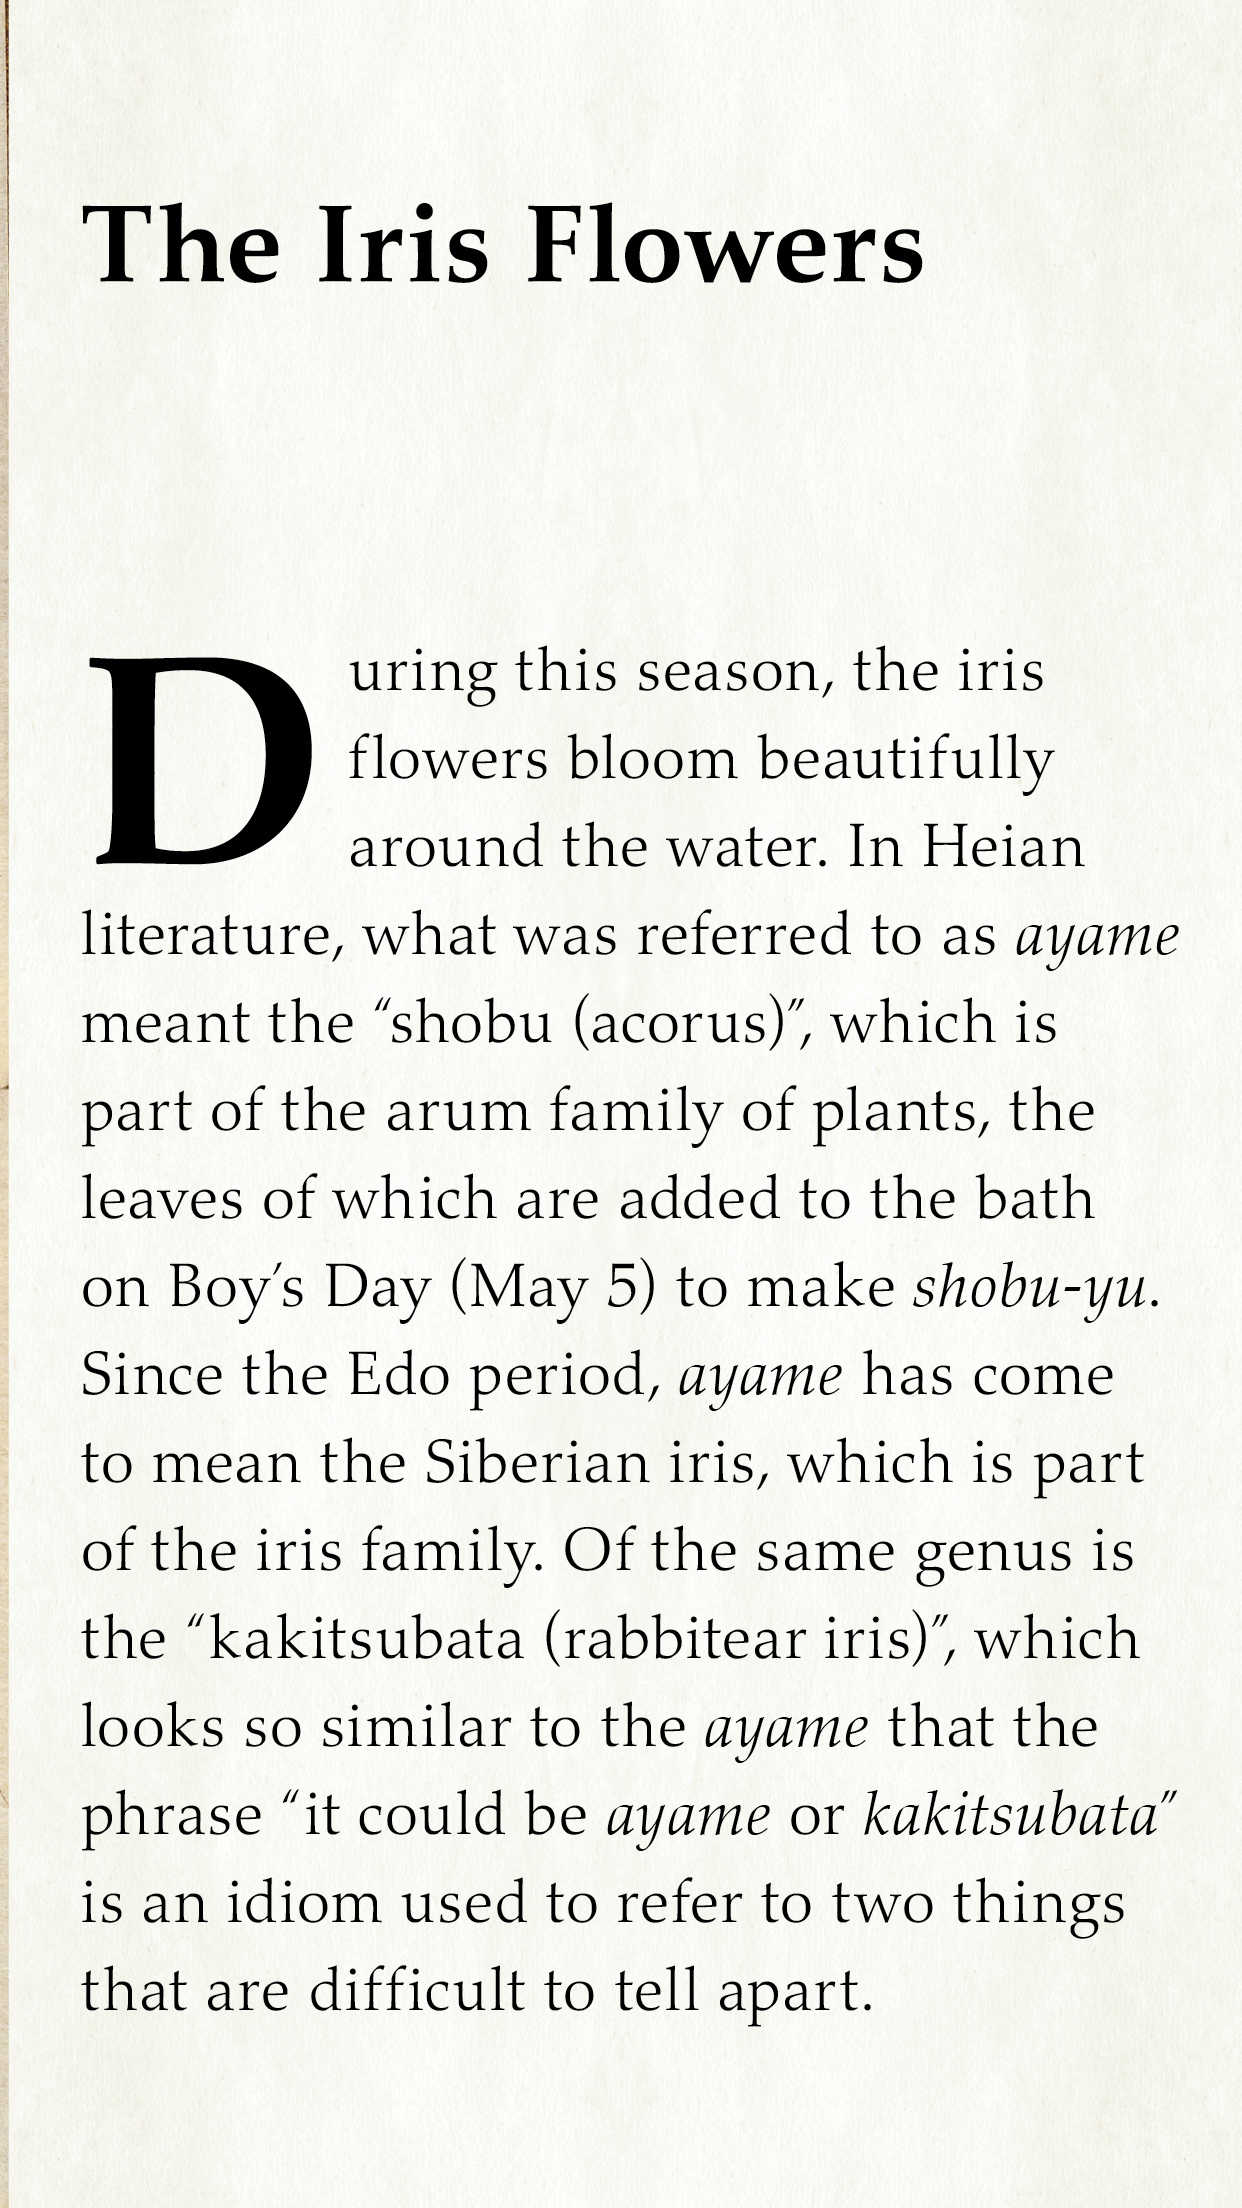 The Iris Flowers
During this season, the iris
flowers bloom beautifully
around the water. In Heian
literature, what was referred to as ayame
meant the “shobu (acorus)”, which is
part of the arum family of plants, the
leaves of which are added to the bath
on Boy’s Day (May 5) to make shobu-yu.
Since the Edo period, ayame has come
to mean the Siberian iris, which is part
of the iris family. Of the same genus is
the “kakitsubata (rabbitear iris)”, which
looks so similar to the ayame that the
phrase “it could be ayame or kakitsubata”
is an idiom used to refer to two things
that are difficult to tell apart.